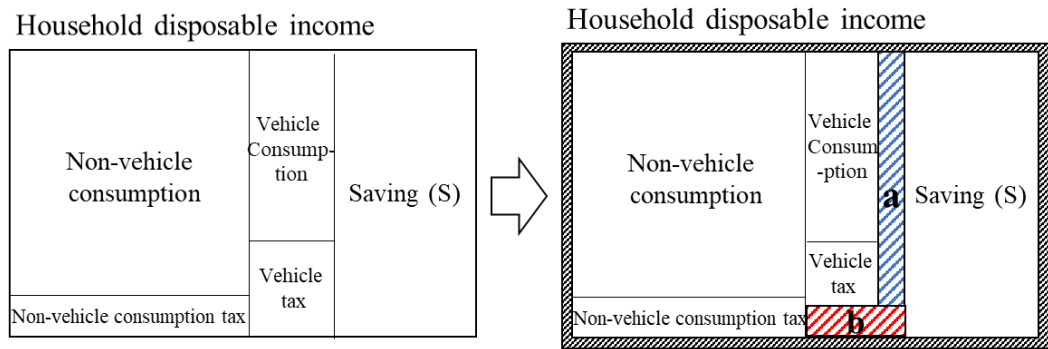 Household disposable income
Non-vehicle
consumption
Vehicle
Consump-
tion
Saving (S)
Vehicle
tax
Non-vehicle consumption tax
Household disposable income
Non-vehicle
consumption
Vehicle
Consum
-ption
a
Saving (S)
Vehicle
tax
Non-vehicle consumption tax
b